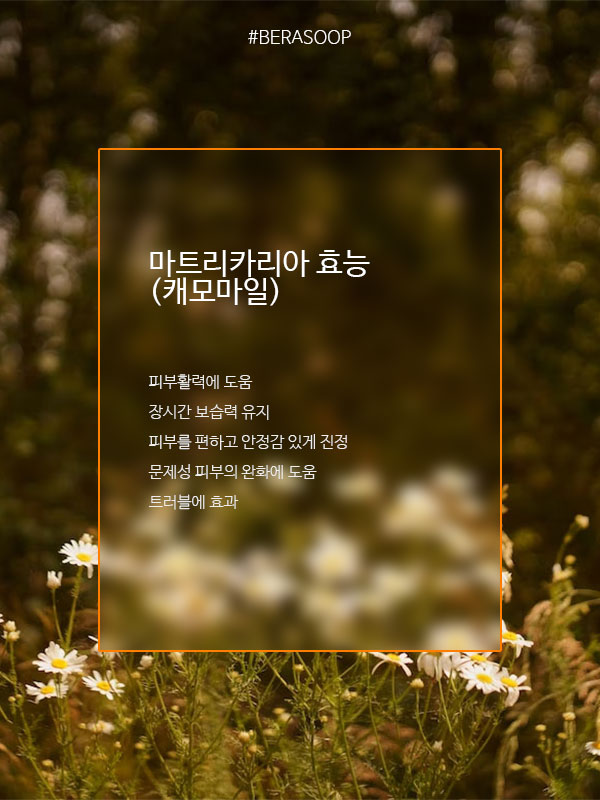 #BERASOOP
마트리카리아 효능
(캐모마일)
피부활력에 도움
장시간 보습력 유지
피부를 편하고 안정감 있게 진정
문제성 피부의 완화에 도움
트러블에 효과